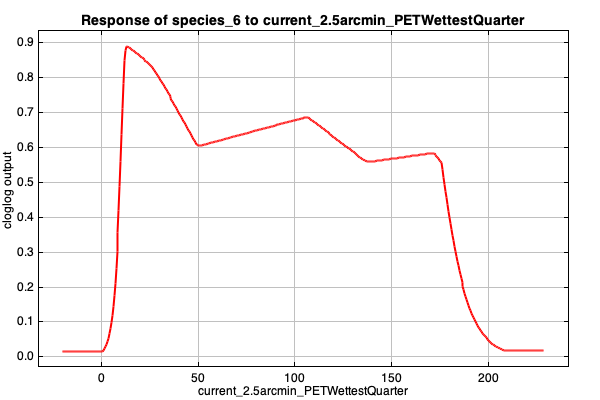 Response of species_6 to current_2.5arcmin_PETWettestQuarter
cloglog output
0.9
0.8
0.7
0.6
0.5
0.4
0.3
0.2
0.1
0.0
0 50 100 150 200
current_2.5arcmin_PETWettestQuarter